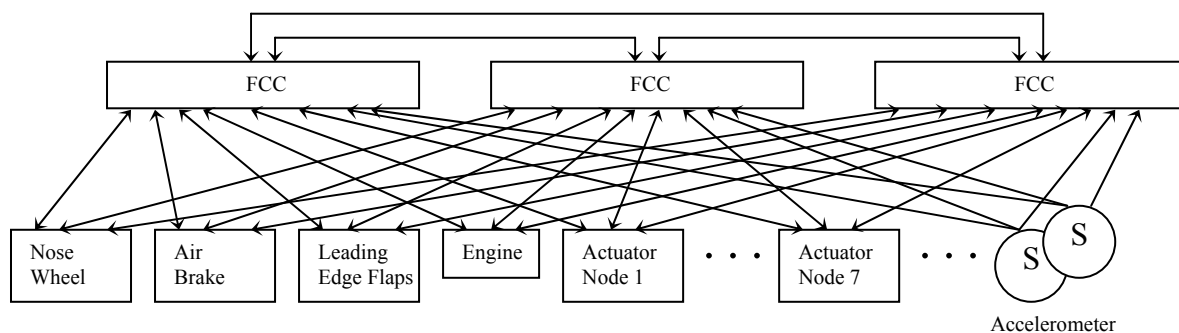 FCC
FCC
FCC
Nose
Wheel
Air
Brake
Leading
Edge Flaps
Engine
Actuator
Node 1
Actuator
Node 7
S
S
Accelerometer